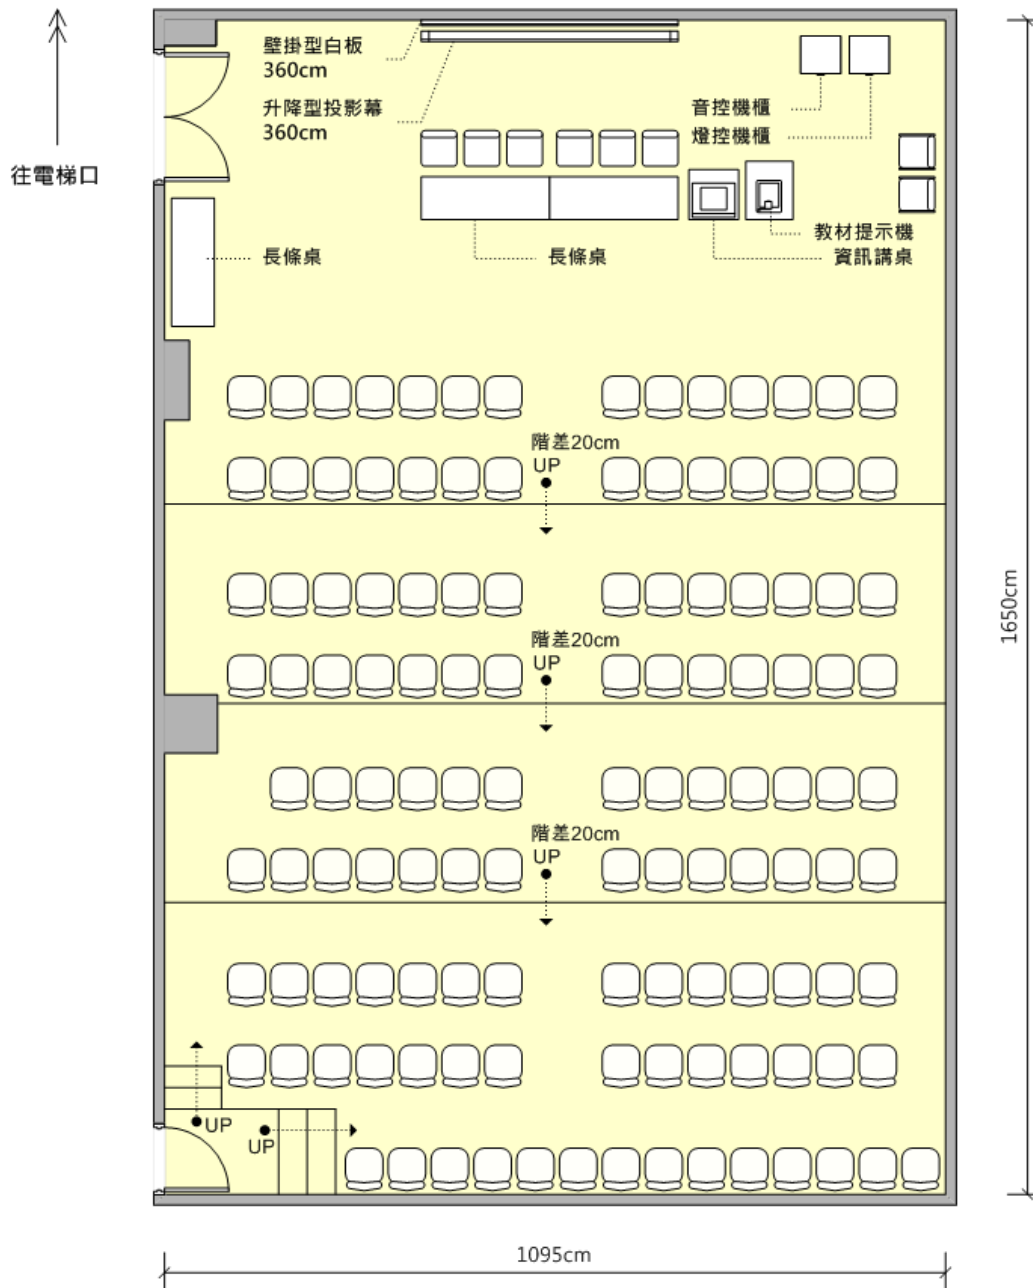 壁掛型白板
360cm
升降型投影幕
360cm
音控機櫃
燈控機櫃
往電梯口
教材提示機
資訊講桌
長條桌
長條桌
階差20cm
UP
階差20cm
UP
階差20cm
UP
UP
UP
1650cm
1095cm